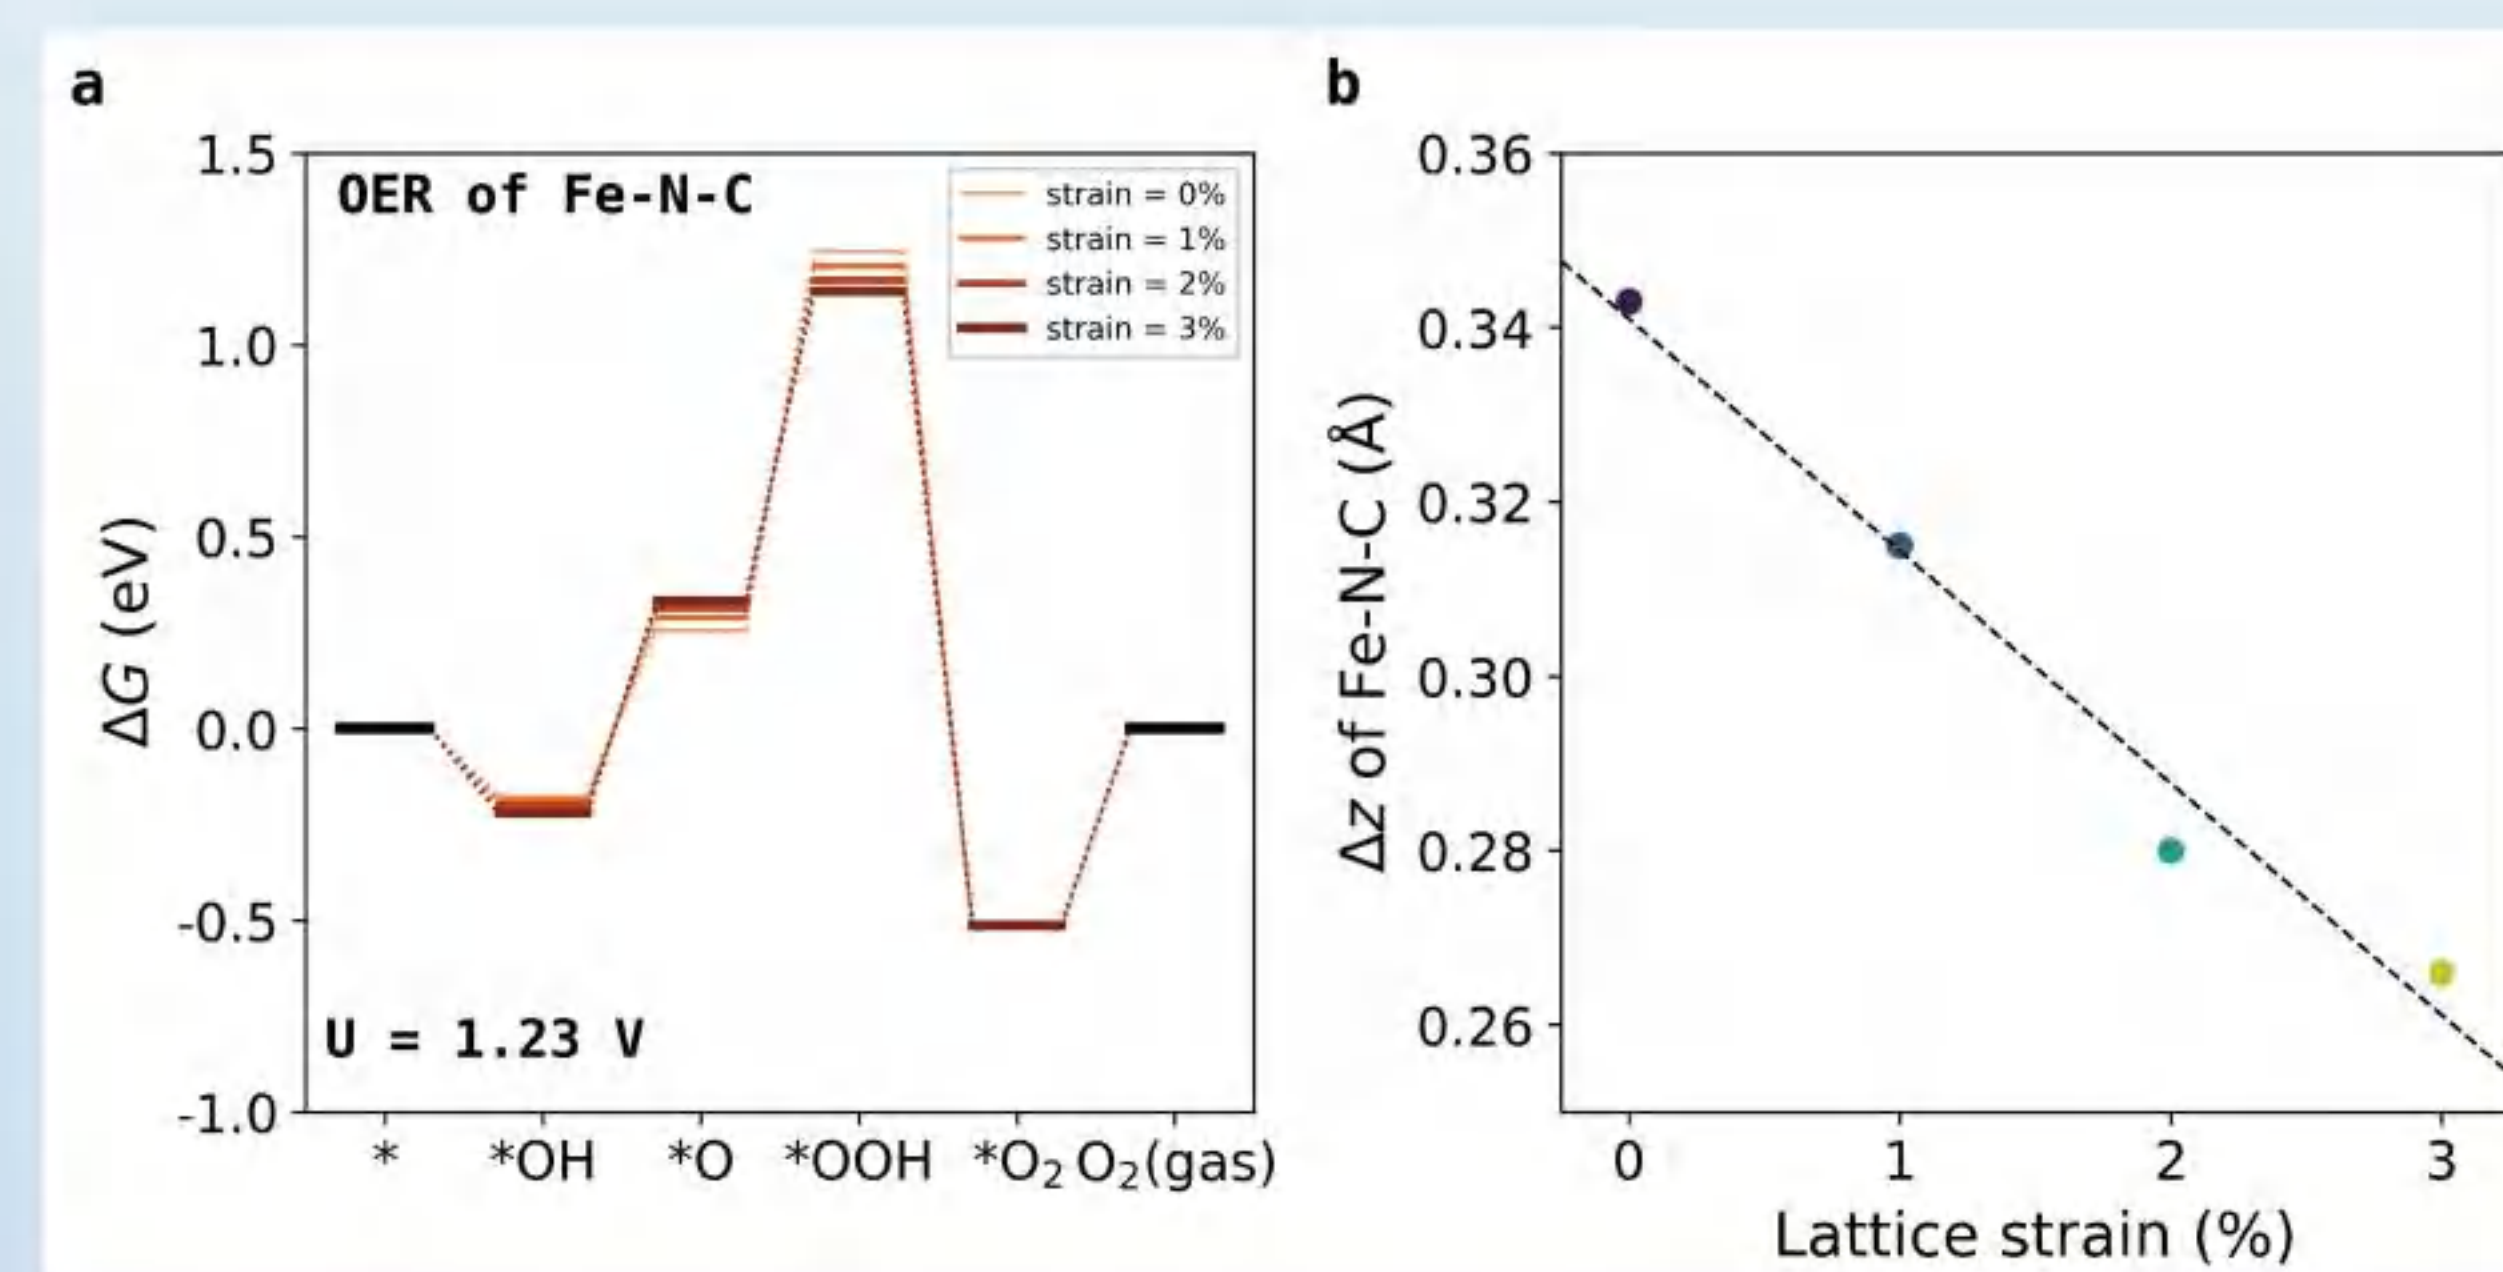 a
1.5
1.0
0.5
0.0
-0.5
-1.0
ΔG (eV)
OER of Fe-N-C
strain = 0%
strain = 1%
strain = 2%
strain = 3%
U = 1.23 V
* *OH *O *OOH *O₂ O₂(gas)
b
0.36
0.34
0.32
0.30
0.28
0.26
Δz of Fe-N-C (Å)
0 1 2 3
Lattice strain (%)